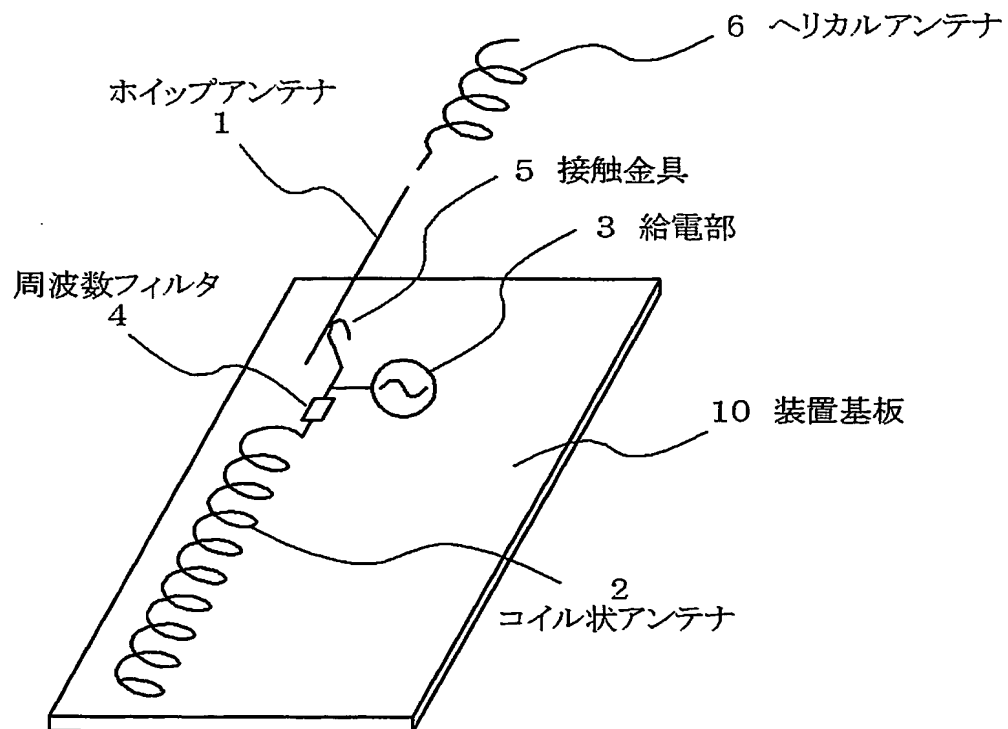 6 ヘリカルアンテナ
ホイップアンテナ
1
5 接触金具
3 給電部
周波数フィルタ
4
10 装置基板
2
コイル状アンテナ